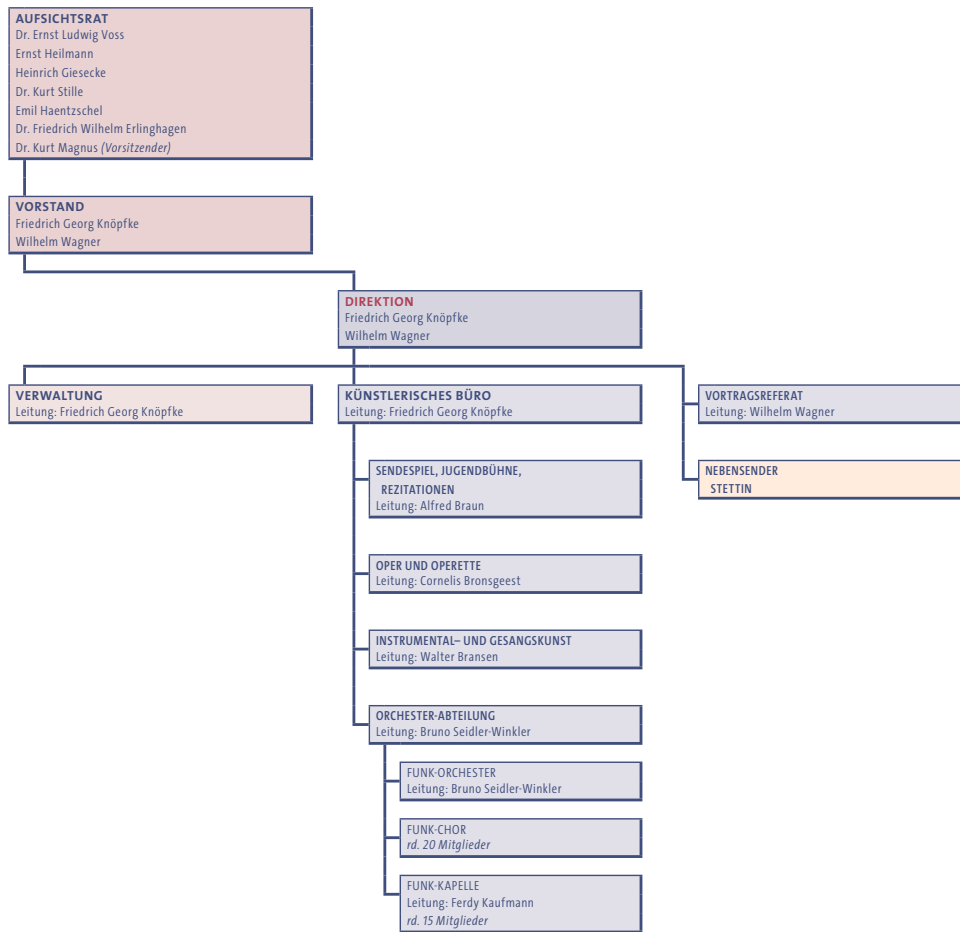 AUFSICHTSRAT
Dr. Ernst Ludwig Voss
Ernst Heilmann
Heinrich Giesecke
Dr. Kurt Stille
Emil Haentzschel
Dr. Friedrich Wilhelm Erlinghagen
Dr. Kurt Magnus (Vorsitzender)
VORSTAND
Friedrich Georg Knöpfke
Wilhelm Wagner
DIREKTION
Friedrich Georg Knöpfke
Wilhelm Wagner
VERWALTUNG
Leitung: Friedrich Georg Knöpfke
KÜNSTLERISCHES BÜRO
Leitung: Friedrich Georg Knöpfke
VORTRAGSREFERAT
Leitung: Wilhelm Wagner
SENDESPIEL, JUGENDBÜHNE,
REZITATIONEN
Leitung: Alfred Braun
NEBENSENDER
STETTIN
OPER UND OPERETTE
Leitung: Cornelis Bronsgeest
INSTRUMENTAL– UND GESANGSKUNST
Leitung: Walter Bransen
ORCHESTER-ABTEILUNG
Leitung: Bruno Seidler-Winkler
FUNK-ORCHESTER
Leitung: Bruno Seidler-Winkler
FUNK-CHOR
rd. 20 Mitglieder
FUNK-KAPELLE
Leitung: Ferdy Kaufmann
rd. 15 Mitglieder